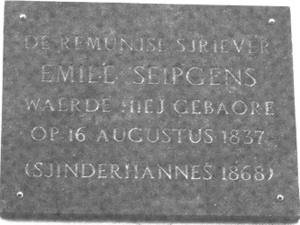 DE REMUNJSE SJRIEVER
EMILE SEIPGENS
WAERDE HIEJ GEBAORE
OP 16 AUGUSTUS 1837
(SJINDERHANNES 1868)